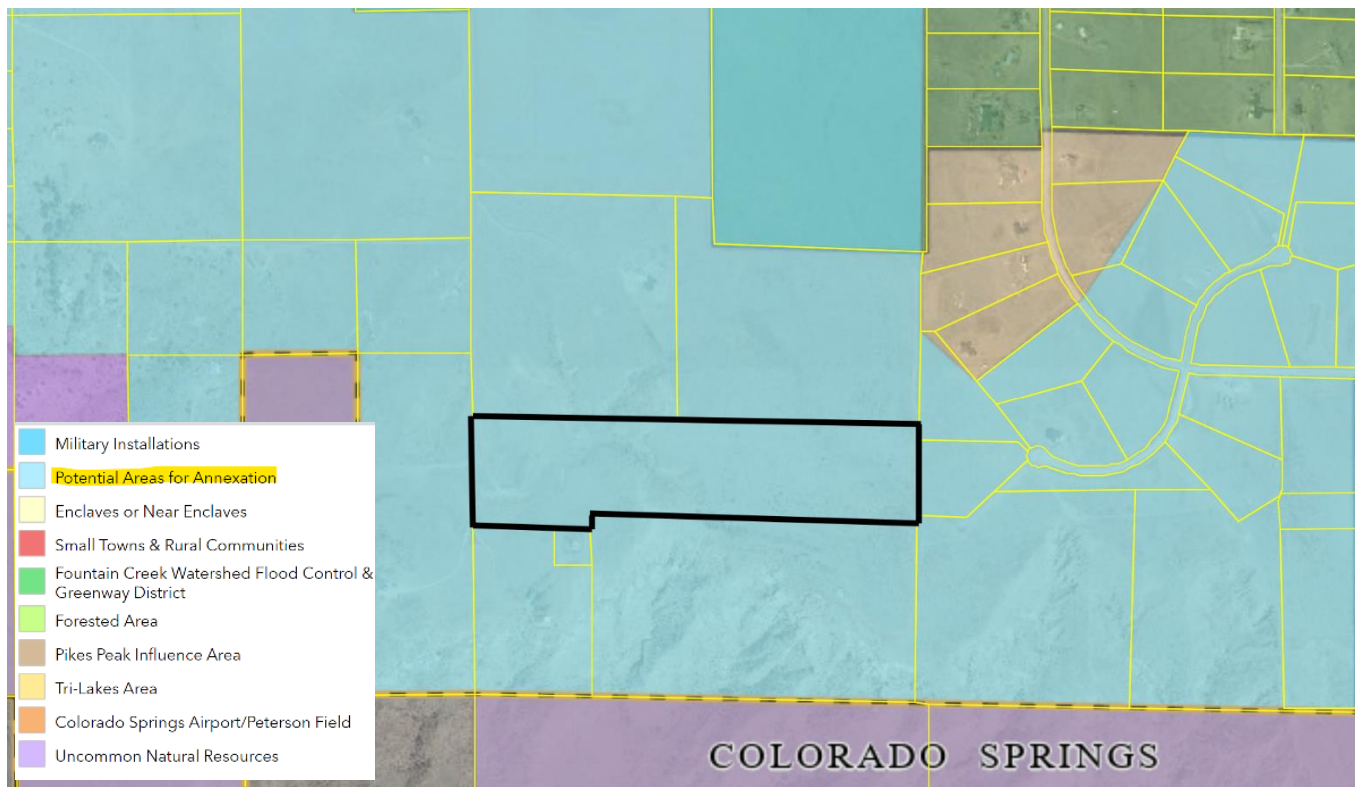 Military Installations
Potential Areas for Annexation
Enclaves or Near Enclaves
Small Towns & Rural Communities
Fountain Creek Watershed Flood Control &
Greenway District
Forested Area
Pikes Peak Influence Area
Tri-Lakes Area
Colorado Springs Airport/Peterson Field
Uncommon Natural Resources
COLORADO SPRINGS